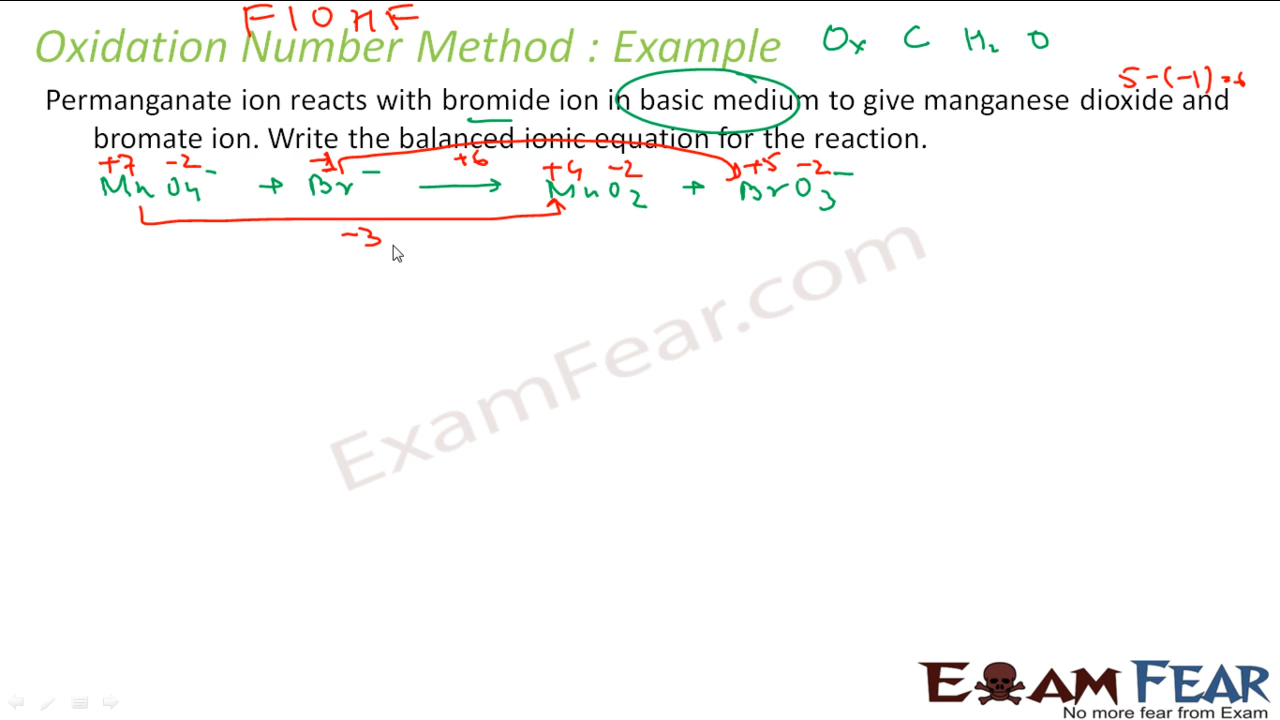 F I O H F
Oxidation Number Method : Example Ox C H₂ O
5-(-1)=6
Permanganate ion reacts with bromide ion in basic medium to give manganese dioxide and
bromate ion. Write the balanced ionic equation for the reaction.
+7 -2 -1 +6 +4 -2 +5 -2
MnO₄⁻ + Br⁻ → MnO₂ + BrO₃⁻
-3
ExamFear.com
EXAM FEAR
No more fear from Exam